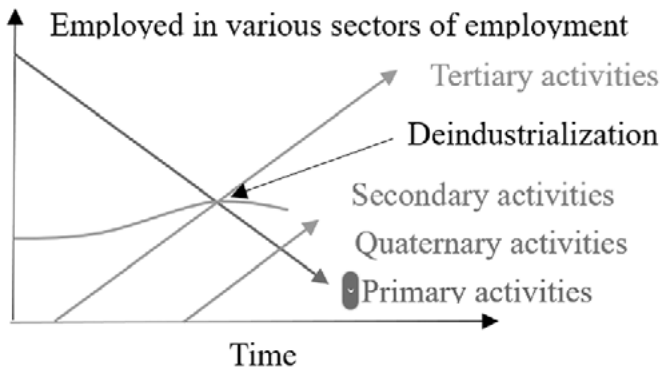 Employed in various sectors of employment
Tertiary activities
Deindustrialization
Secondary activities
Quaternary activities
Primary activities
Time